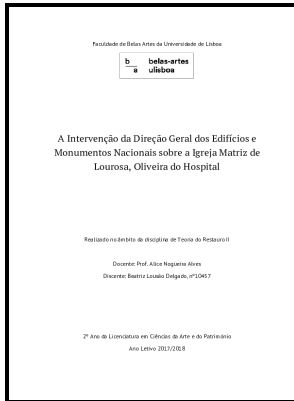 Faculdade de Belas Artes da Universidade de Lisboa
b belas-artes
a ulisboa
A Intervenção da Direção Geral dos Edifícios e
Monumentos Nacionais sobre a Igreja Matriz de
Lourosa, Oliveira do Hospital
Realizado no âmbito da disciplina de Teoria do Restauro II
Docente: Prof. Alice Nogueira Alves
Discente: Beatriz Lousão Delgado, nº10457
2º Ano da Licenciatura em Ciências da Arte e do Património
Ano Letivo 2017/2018